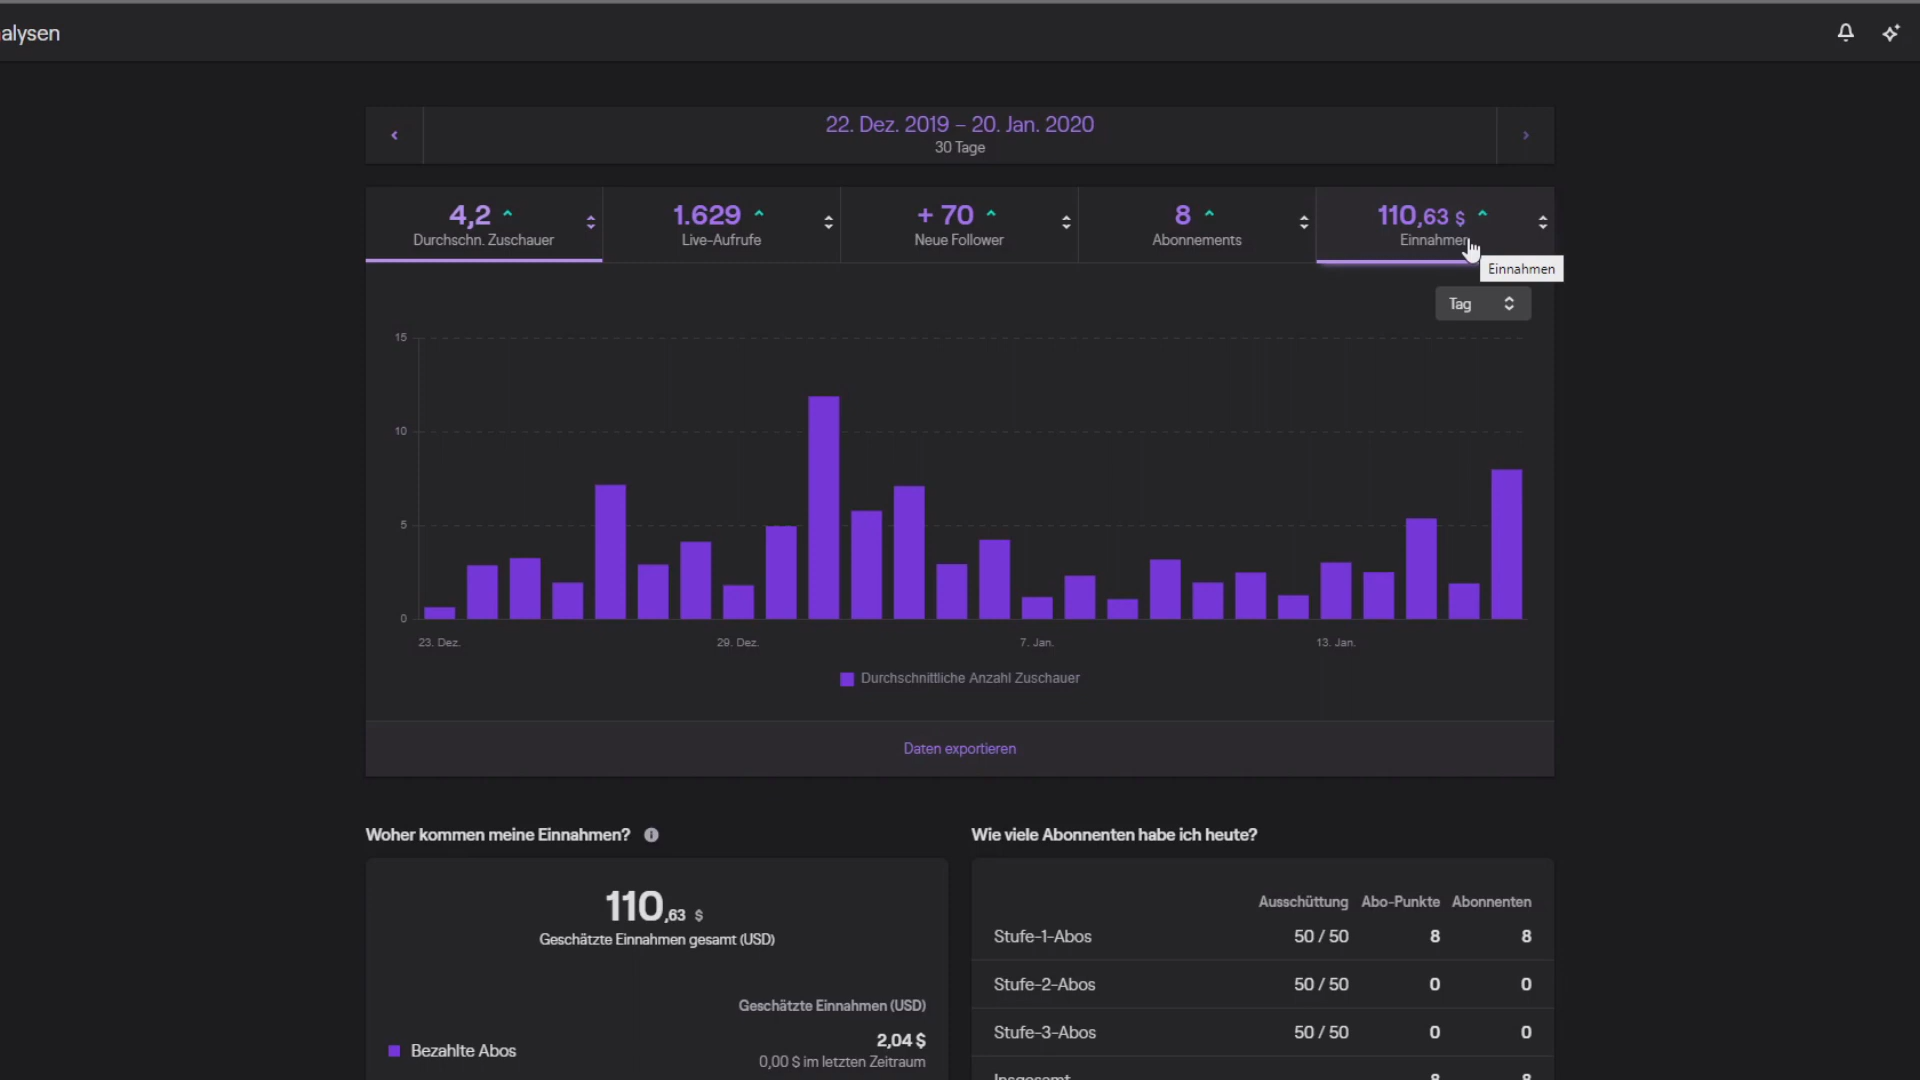 alysen
22. Dez. 2019 – 20. Jan. 2020
30 Tage
4,2
Durchschn. Zuschauer
1.629
Live-Aufrufe
+ 70
Neue Follower
8
Abonnements
110,63 $
Einnahmen
Einnahmen
Tag
15
10
5
0
23. Dez.
29. Dez.
7. Jan.
13. Jan.
Durchschnittliche Anzahl Zuschauer
Daten exportieren
Woher kommen meine Einnahmen?
110,63 $
Geschätzte Einnahmen gesamt (USD)
Geschätzte Einnahmen (USD)
Bezahlte Abos
2,04 $
0,00 $ im letzten Zeitraum
Wie viele Abonnenten habe ich heute?
Ausschüttung Abo-Punkte Abonnenten
Stufe-1-Abos 50 / 50 8 8
Stufe-2-Abos 50 / 50 0 0
Stufe-3-Abos 50 / 50 0 0
Insgesamt 8 8